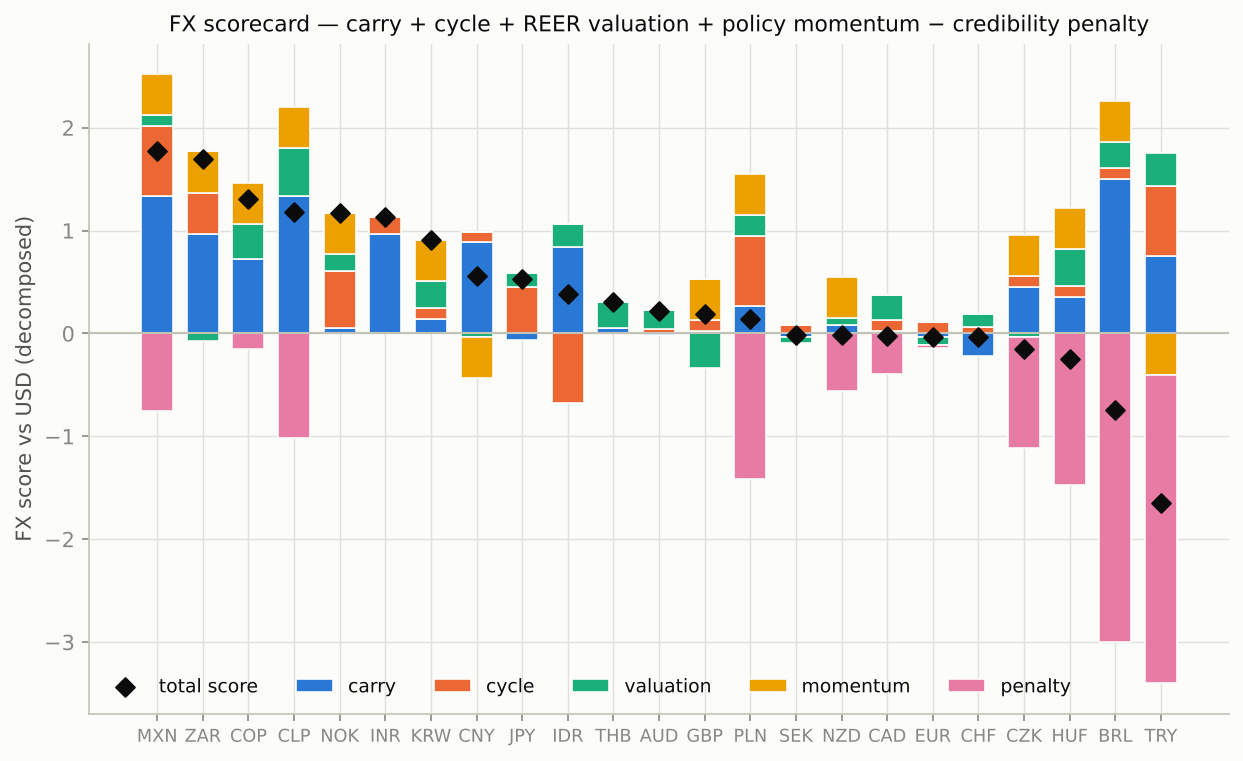 FX scorecard — carry + cycle + REER valuation + policy momentum − credibility penalty
FX score vs USD (decomposed)
2
1
0
−1
−2
−3
total score carry cycle valuation momentum penalty
MXN ZAR COP CLP NOK INR KRW CNY JPY IDR THB AUD GBP PLN SEK NZD CAD EUR CHF CZK HUF BRL TRY